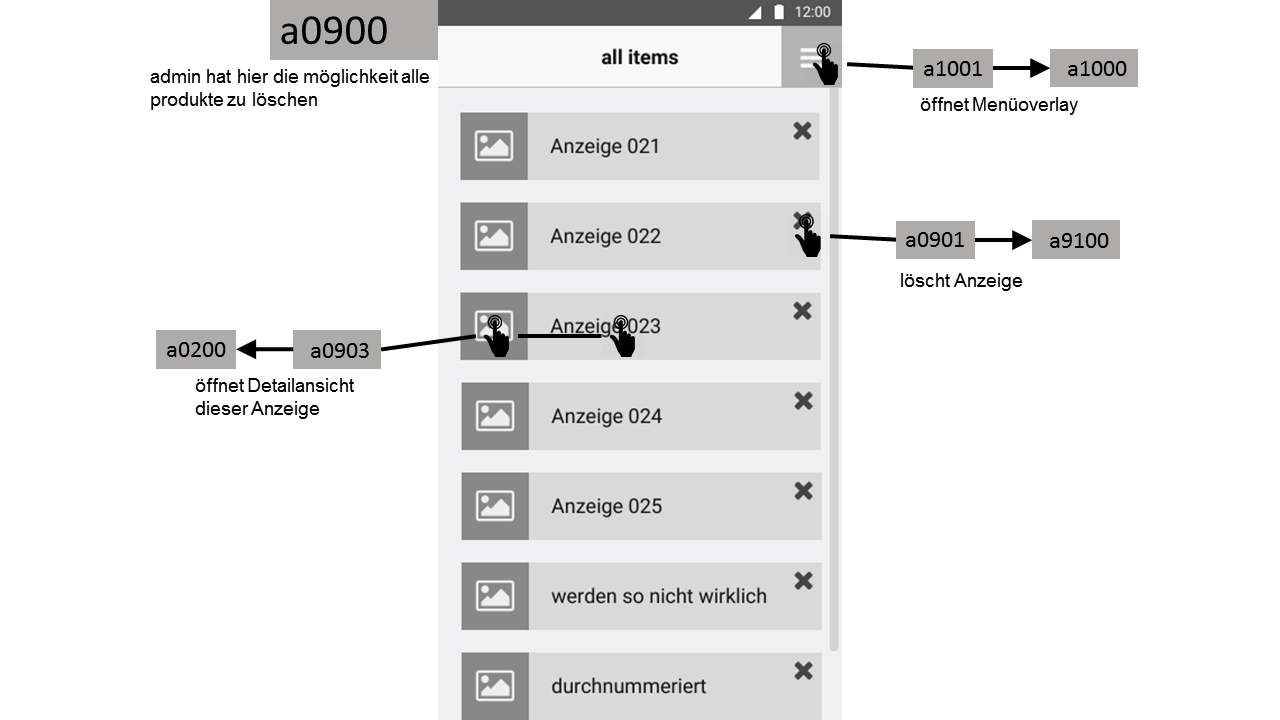 a0900
admin hat hier die möglichkeit alle
produkte zu löschen
12:00
all items
a1001
a1000
öffnet Menüoverlay
Anzeige 021
Anzeige 022
a0901
a9100
löscht Anzeige
Anzeige 023
a0200
a0903
öffnet Detailansicht
dieser Anzeige
Anzeige 024
Anzeige 025
werden so nicht wirklich
durchnummeriert